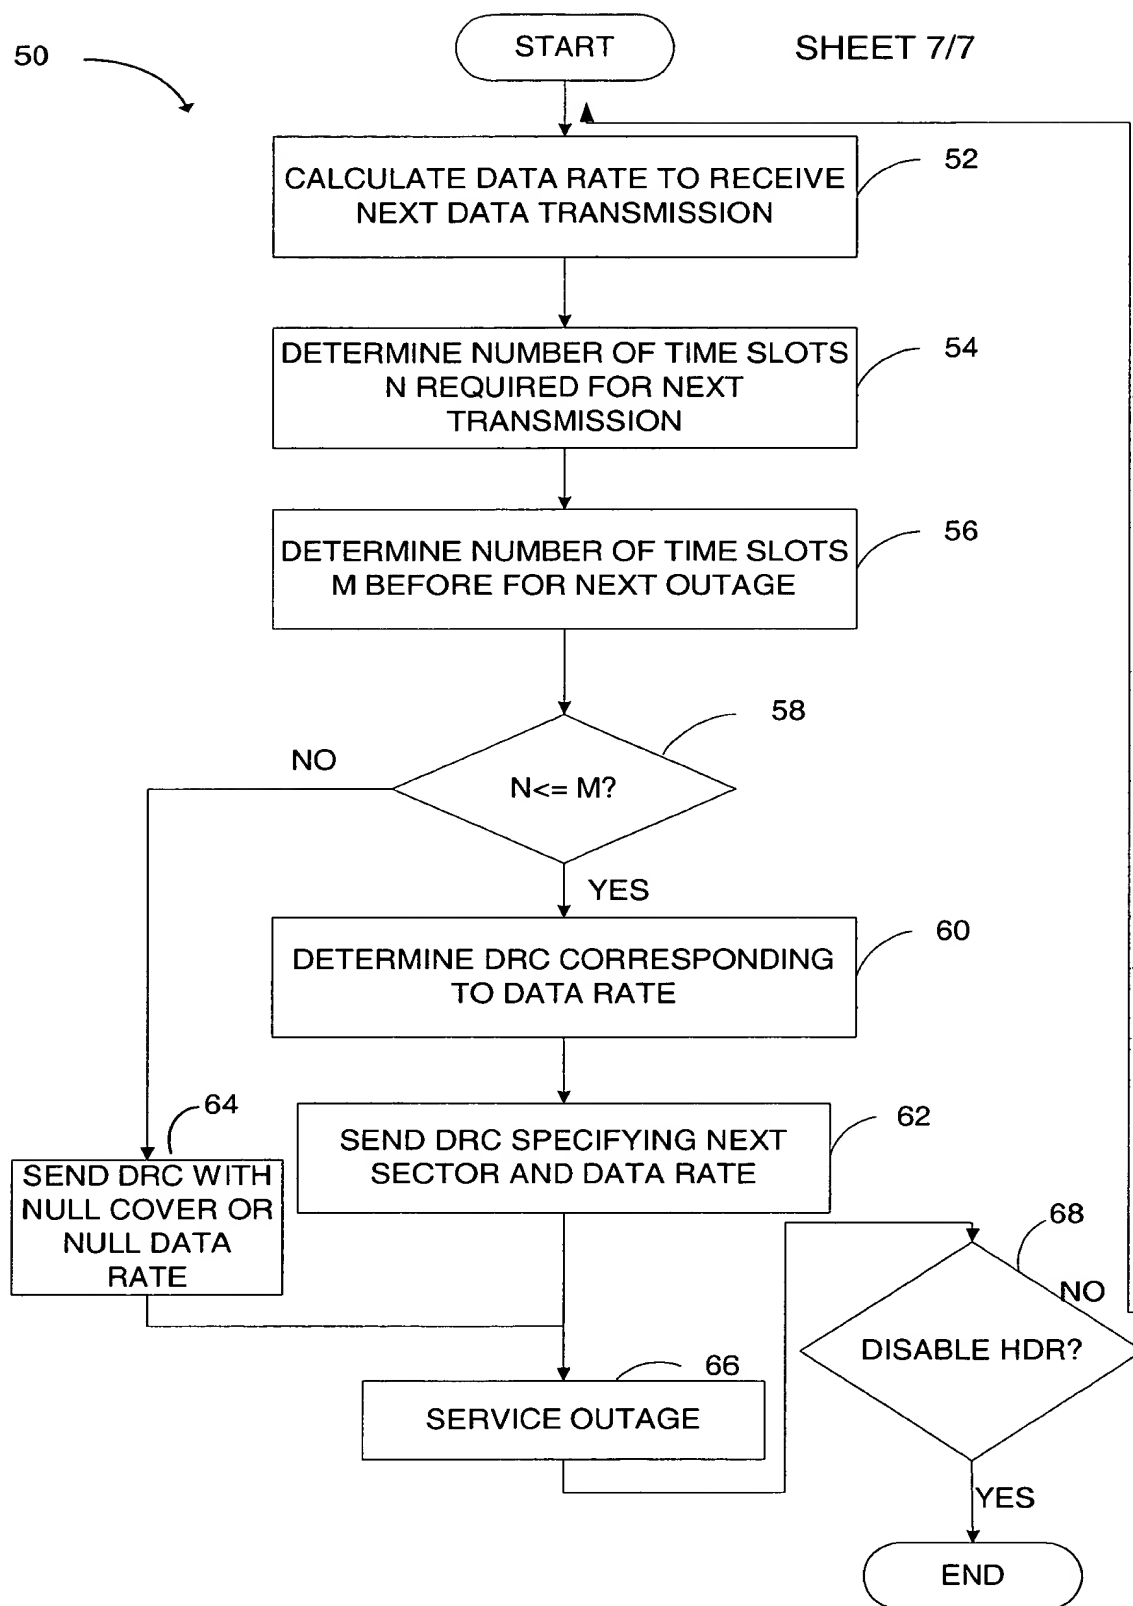 START
SHEET 7/7
50
52
CALCULATE DATA RATE TO RECEIVE
NEXT DATA TRANSMISSION
54
DETERMINE NUMBER OF TIME SLOTS
N REQUIRED FOR NEXT
TRANSMISSION
56
DETERMINE NUMBER OF TIME SLOTS
M BEFORE FOR NEXT OUTAGE
58
NO
N<= M?
YES
60
DETERMINE DRC CORRESPONDING
TO DATA RATE
64
62
SEND DRC SPECIFYING NEXT
SECTOR AND DATA RATE
SEND DRC WITH
NULL COVER OR
NULL DATA
RATE
68
NO
DISABLE HDR?
66
SERVICE OUTAGE
YES
END